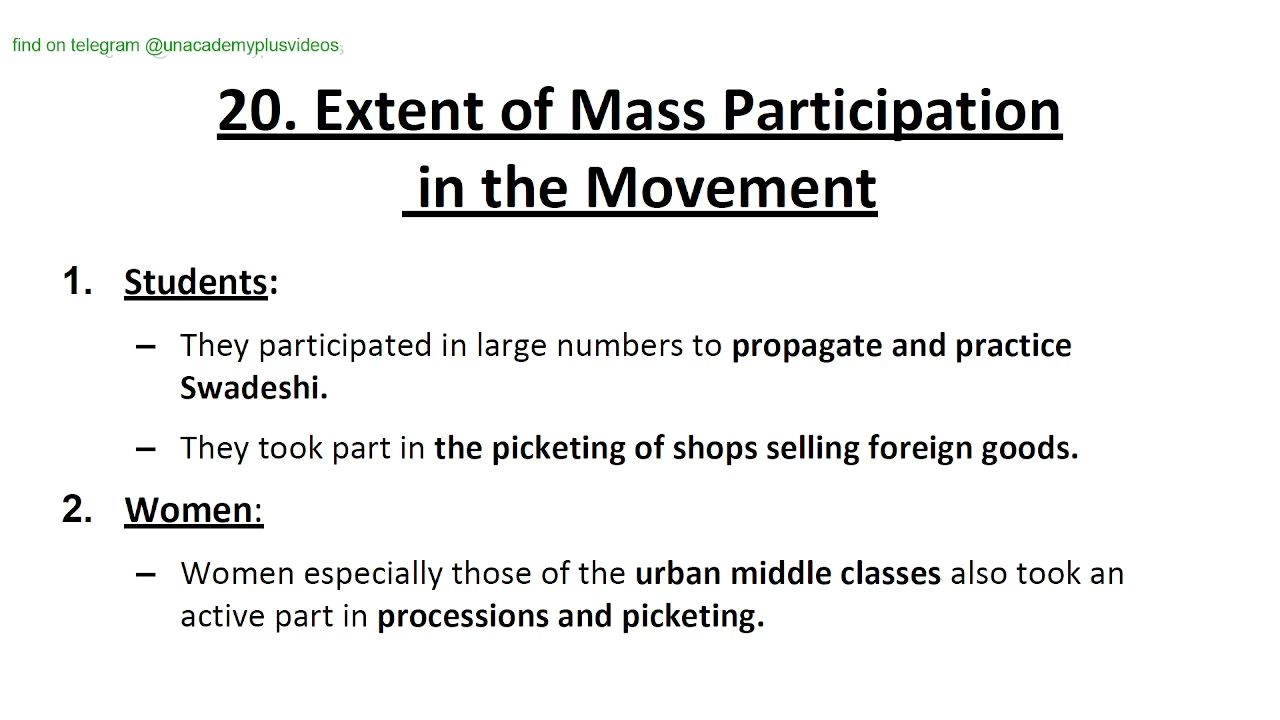 find on telegram @unacademyplusvideos
20. Extent of Mass Participation
in the Movement
1. Students:
– They participated in large numbers to propagate and practice
Swadeshi.
– They took part in the picketing of shops selling foreign goods.
2. Women:
– Women especially those of the urban middle classes also took an
active part in processions and picketing.